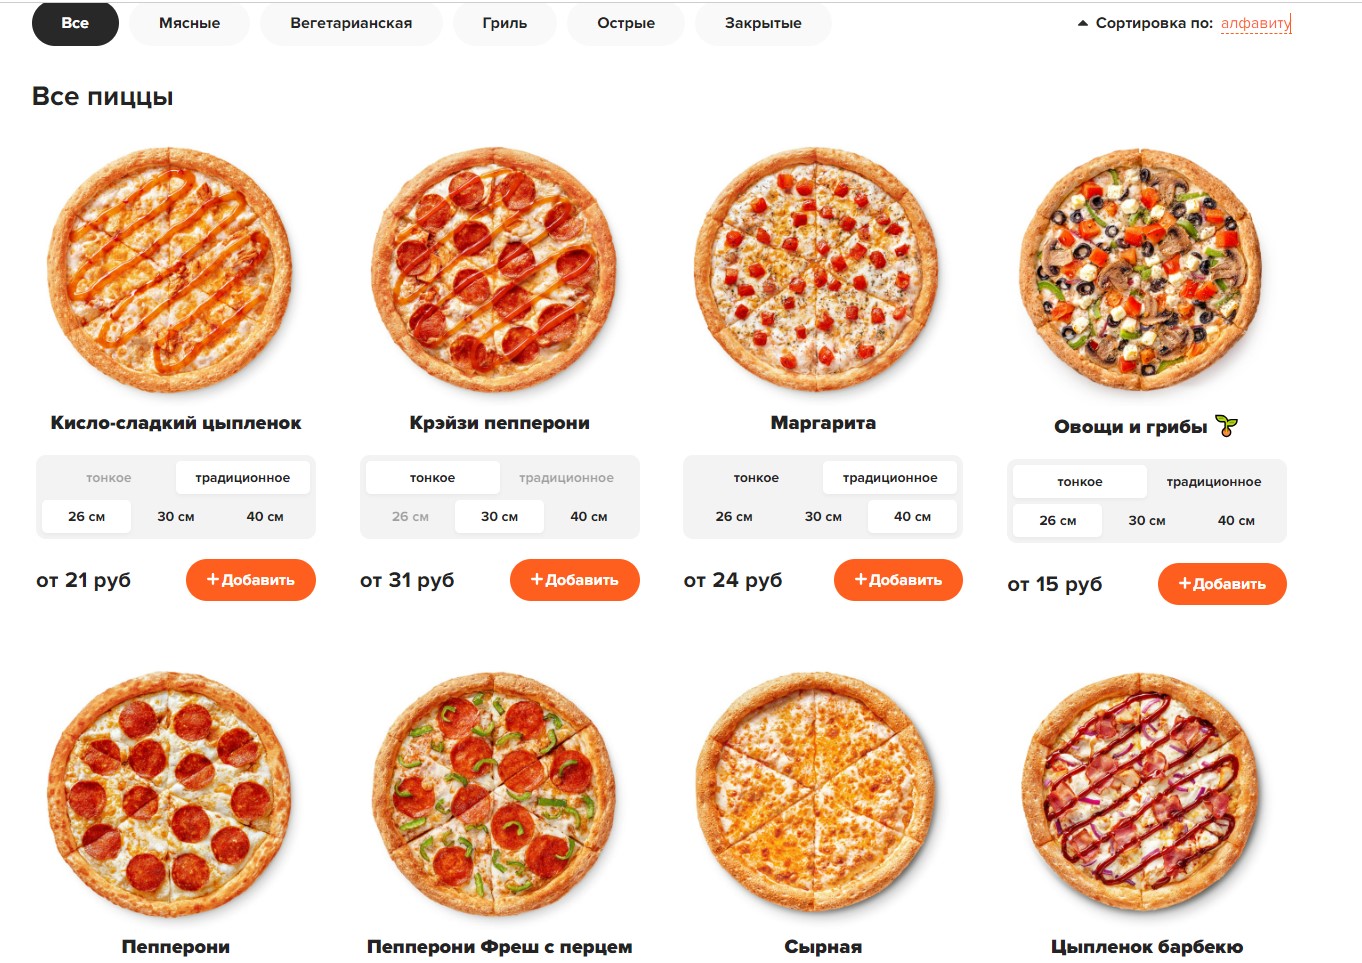 Все Мясные Вегетарианская Гриль Острые Закрытые Сортировка по: алфавиту
Все пиццы
Кисло-сладкий цыпленок Крэйзи пепперони Маргарита Овощи и грибы
тонкое традиционное тонкое традиционное тонкое традиционное тонкое традиционное
26 см 30 см 40 см 26 см 30 см 40 см 26 см 30 см 40 см 26 см 30 см 40 см
от 21 руб +Добавить от 31 руб +Добавить от 24 руб +Добавить от 15 руб +Добавить
Пепперони Пепперони Фреш с перцем Сырная Цыпленок барбекю